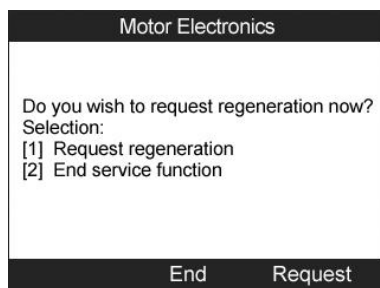 Motor Electronics
Do you wish to request regeneration now?
Selection:
[1] Request regeneration
[2] End service function
End Request